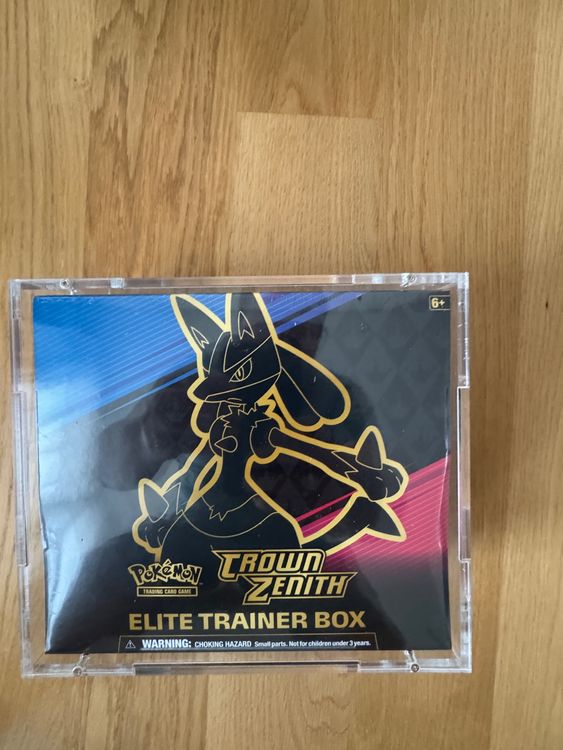 6+
CROWN
ZENITH
Pokémon
TRADING CARD GAME
ELITE TRAINER BOX
WARNING: CHOKING HAZARD Small parts. Not for children under 3 years.